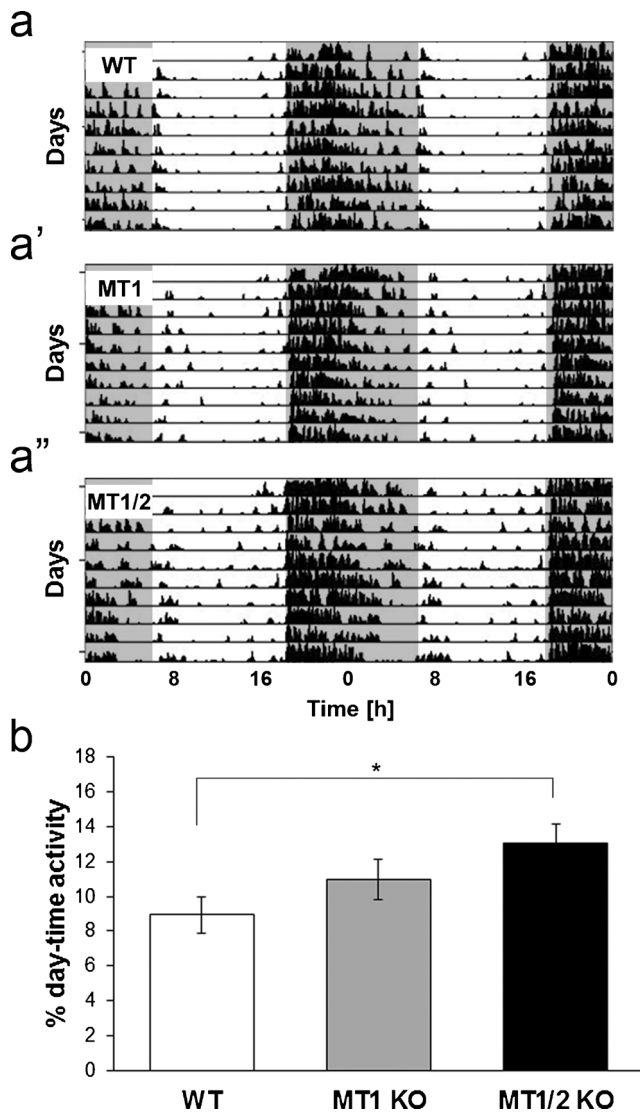 a
WT
Days
a’
MT1
Days
a”
MT1/2
Days
0 8 16 0 8 16 0
Time [h]
b
% day-time activity
18
16
14
12
10
8
6
4
2
0
*
WT MT1 KO MT1/2 KO